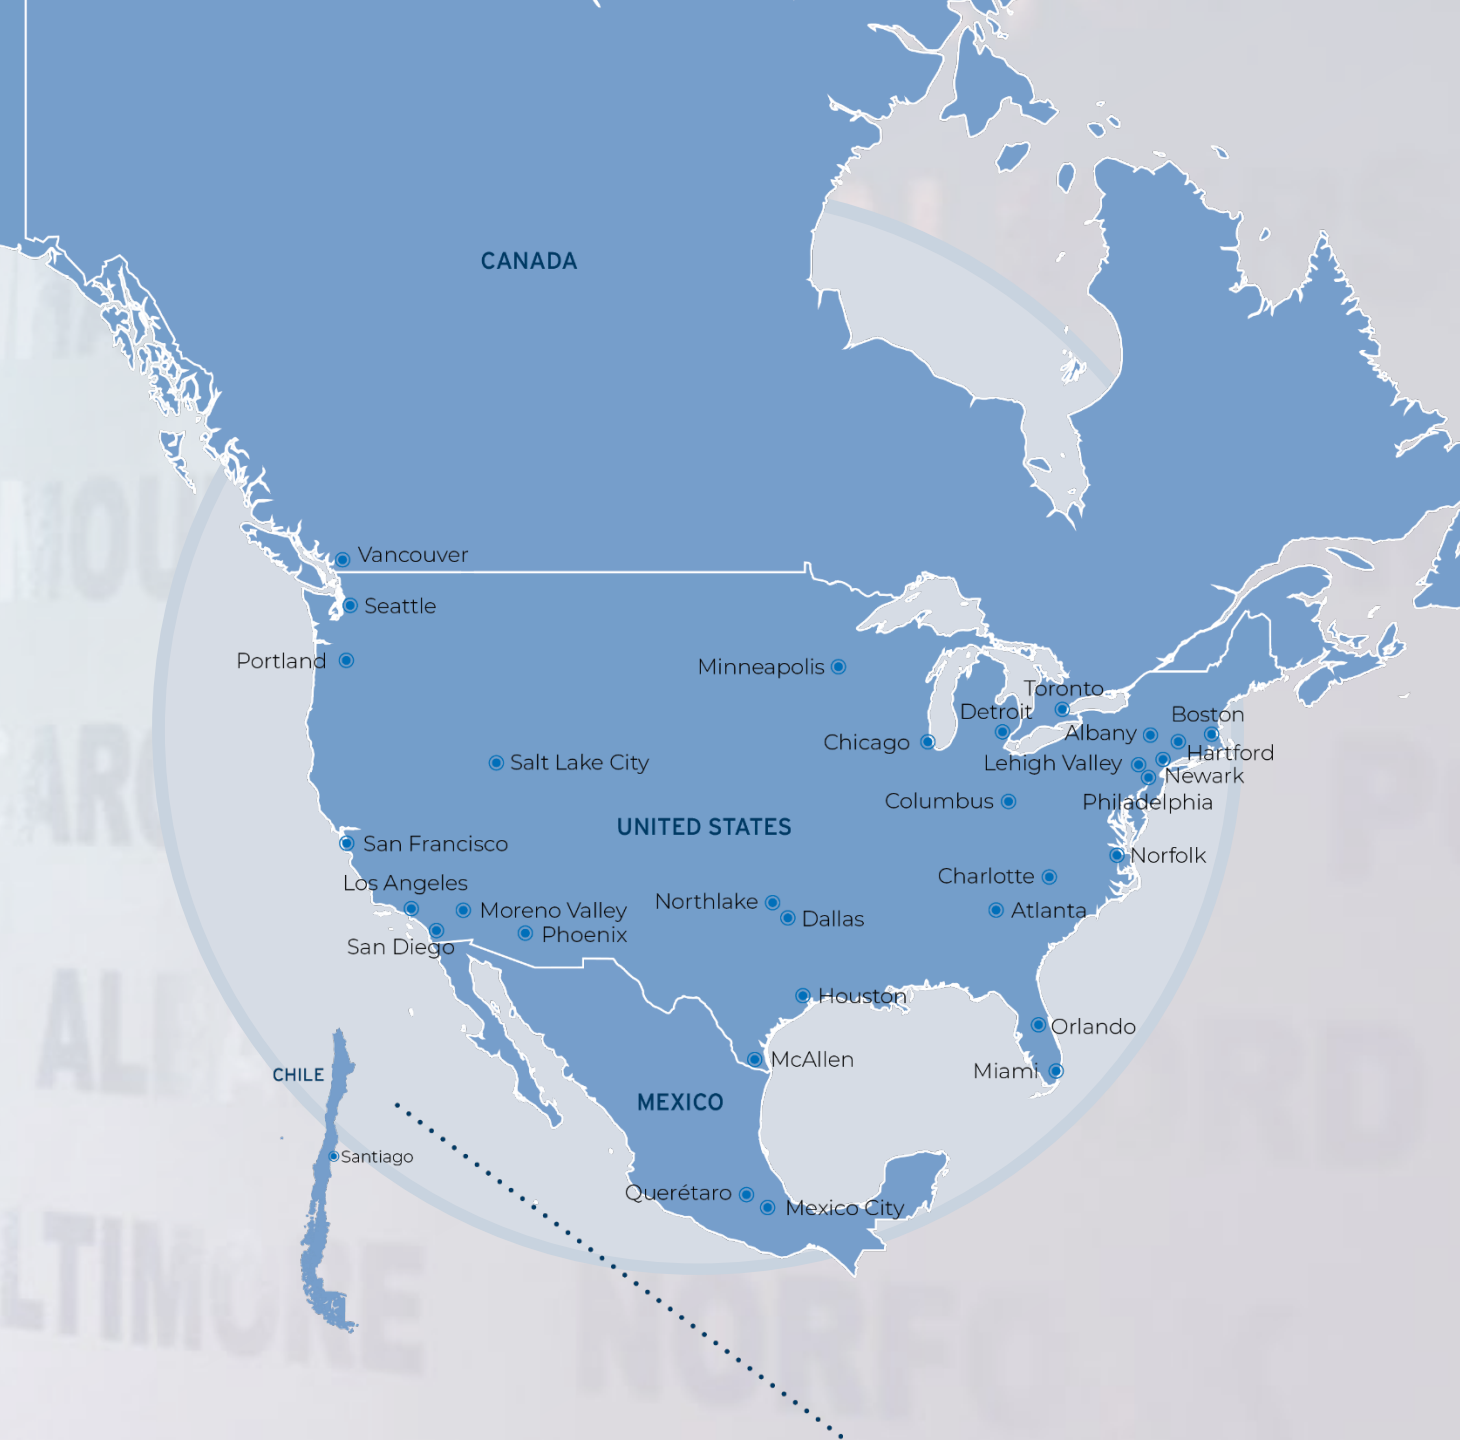 CANADA
Vancouver
Seattle
Portland
Minneapolis
Toronto
Detroit
Boston
Albany
Chicago
Hartford
Salt Lake City
Lehigh Valley
Newark
Columbus
Philadelphia
UNITED STATES
San Francisco
Norfolk
Los Angeles
Charlotte
Northlake
Moreno Valley
Dallas
Atlanta
Phoenix
San Diego
Houston
Orlando
McAllen
Miami
CHILE
MEXICO
Santiago
Querétaro
Mexico City
LTIMORE
NORFO